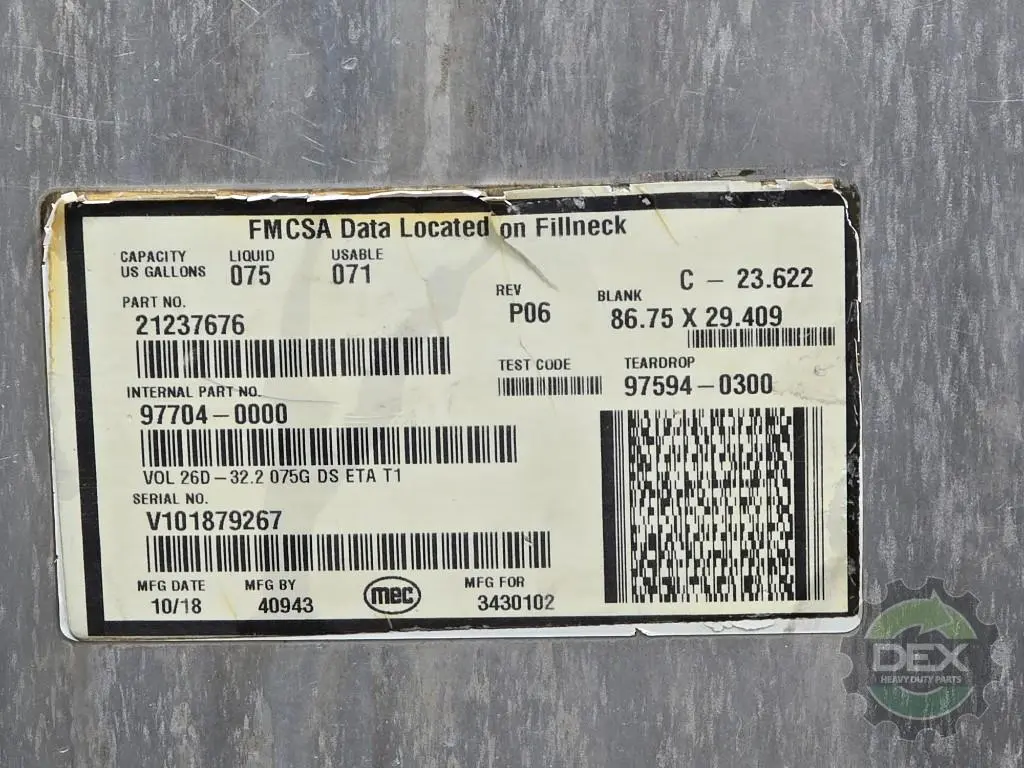 FMCSA Data Located on Fillneck
CAPACITY US GALLONS
LIQUID 075
USABLE 071
C - 23.622
PART NO.
21237676
REV
P06
BLANK
86.75 X 29.409
INTERNAL PART NO.
97704-0000
TEST CODE
TEARDROP
97594-0300
VOL 26D-32.2 075G DS ETA T1
SERIAL NO.
V101879267
MFG DATE
10/18
MFG BY
40943
mec
MFG FOR
3430102
DEX
HEAVY DUTY PARTS